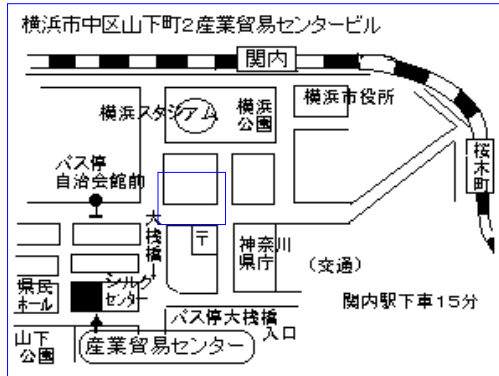 横浜市中区山下町2産業貿易センタービル
関内
横浜スタジアム
横浜
公園
横浜市役所
桜木町
バス停
自治会館前
大桟橋
〒
神奈川
県庁
(交通)
関内駅下車15分
県民
ホール
シルク
センター
バス停大桟橋
入口
山下
公園
産業貿易センター